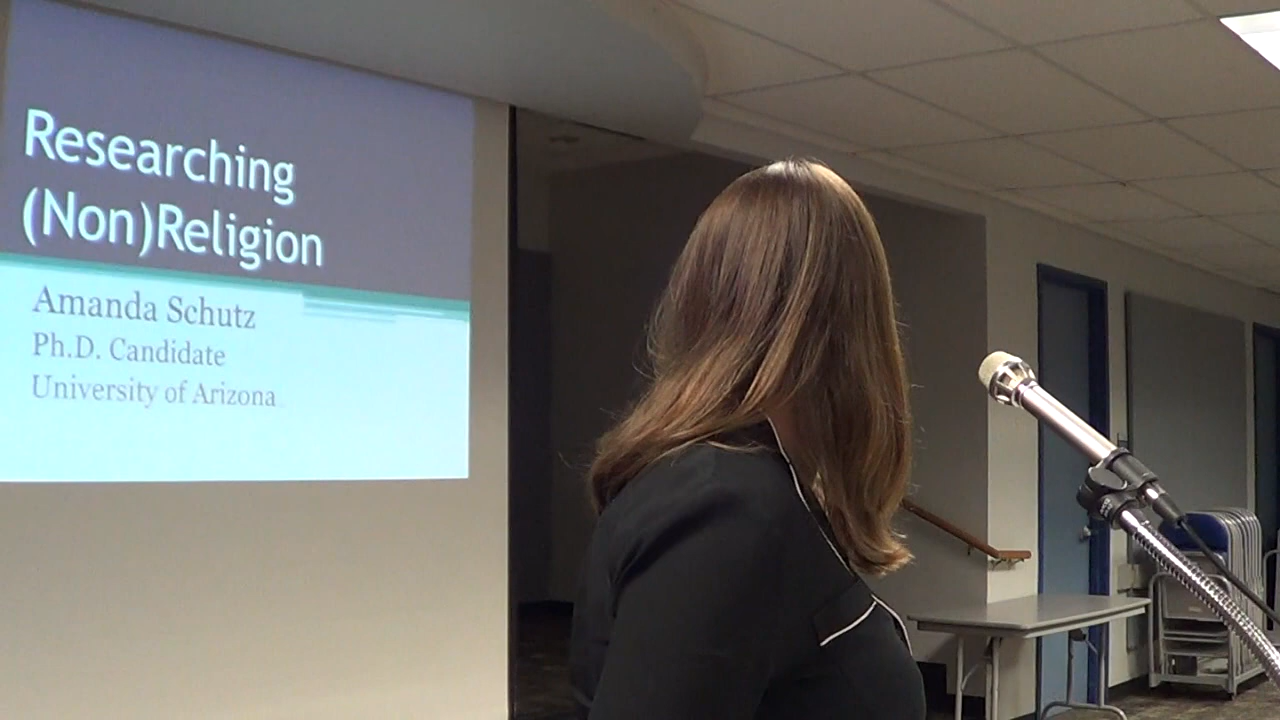 Researching
(Non)Religion
Amanda Schutz
Ph.D. Candidate
University of Arizona